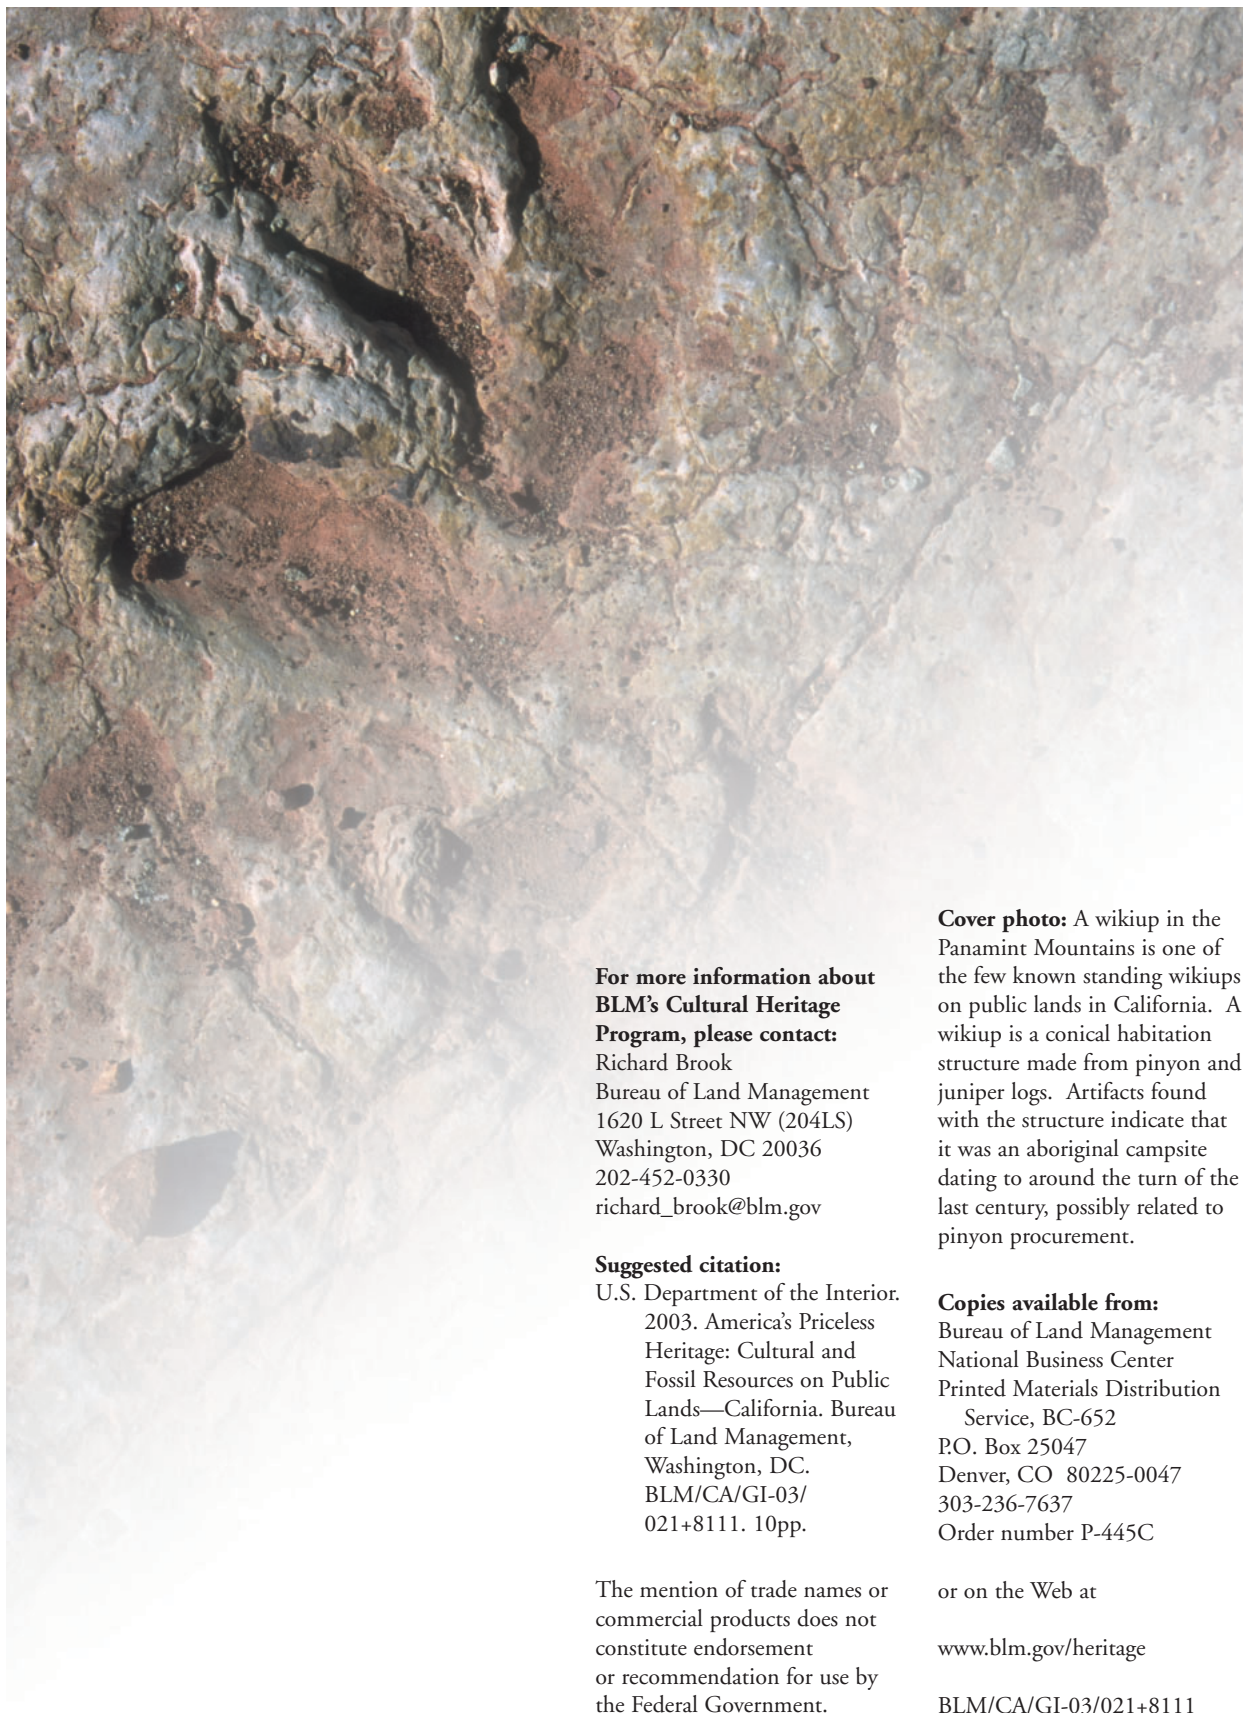 For more information about
BLM's Cultural Heritage
Program, please contact:
Richard Brook
Bureau of Land Management
1620 L Street NW (204LS)
Washington, DC 20036
202-452-0330
richard_brook@blm.gov
Suggested citation:
U.S. Department of the Interior.
2003. America's Priceless
Heritage: Cultural and
Fossil Resources on Public
Lands—California. Bureau
of Land Management,
Washington, DC.
BLM/CA/GI-03/
021+8111. 10pp.
The mention of trade names or
commercial products does not
constitute endorsement
or recommendation for use by
the Federal Government.
Cover photo: A wikiup in the
Panamint Mountains is one of
the few known standing wikiups
on public lands in California. A
wikiup is a conical habitation
structure made from pinyon and
juniper logs. Artifacts found
with the structure indicate that
it was an aboriginal campsite
dating to around the turn of the
last century, possibly related to
pinyon procurement.
Copies available from:
Bureau of Land Management
National Business Center
Printed Materials Distribution
Service, BC-652
P.O. Box 25047
Denver, CO 80225-0047
303-236-7637
Order number P-445C
or on the Web at
www.blm.gov/heritage
BLM/CA/GI-03/021+8111